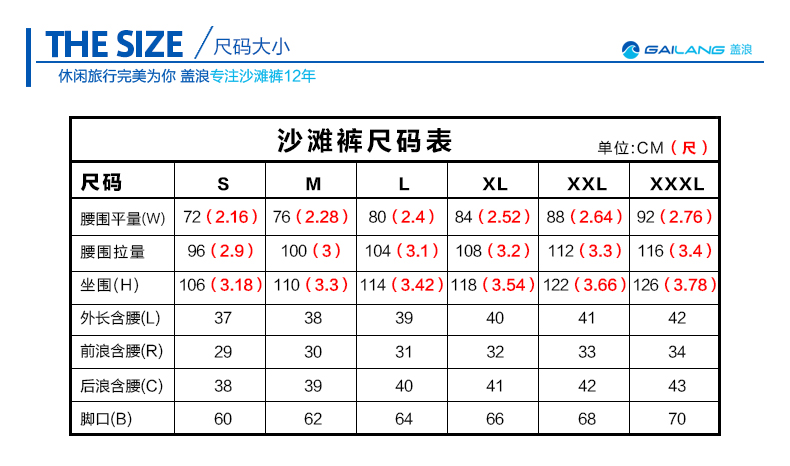 THE SIZE / 尺码大小
GAILANG 盖浪
休闲旅行完美为你 盖浪专注沙滩裤12年
沙滩裤尺码表 单位:CM（尺）
尺码 S M L XL XXL XXXL
腰围平量(W) 72（2.16） 76（2.28） 80（2.4） 84（2.52） 88（2.64） 92（2.76）
腰围拉量 96（2.9） 100（3） 104（3.1） 108（3.2） 112（3.3） 116（3.4）
坐围(H) 106（3.18） 110（3.3） 114（3.42） 118（3.54） 122（3.66） 126（3.78）
外长含腰(L) 37 38 39 40 41 42
前浪含腰(R) 29 30 31 32 33 34
后浪含腰(C) 38 39 40 41 42 43
脚口(B) 60 62 64 66 68 70